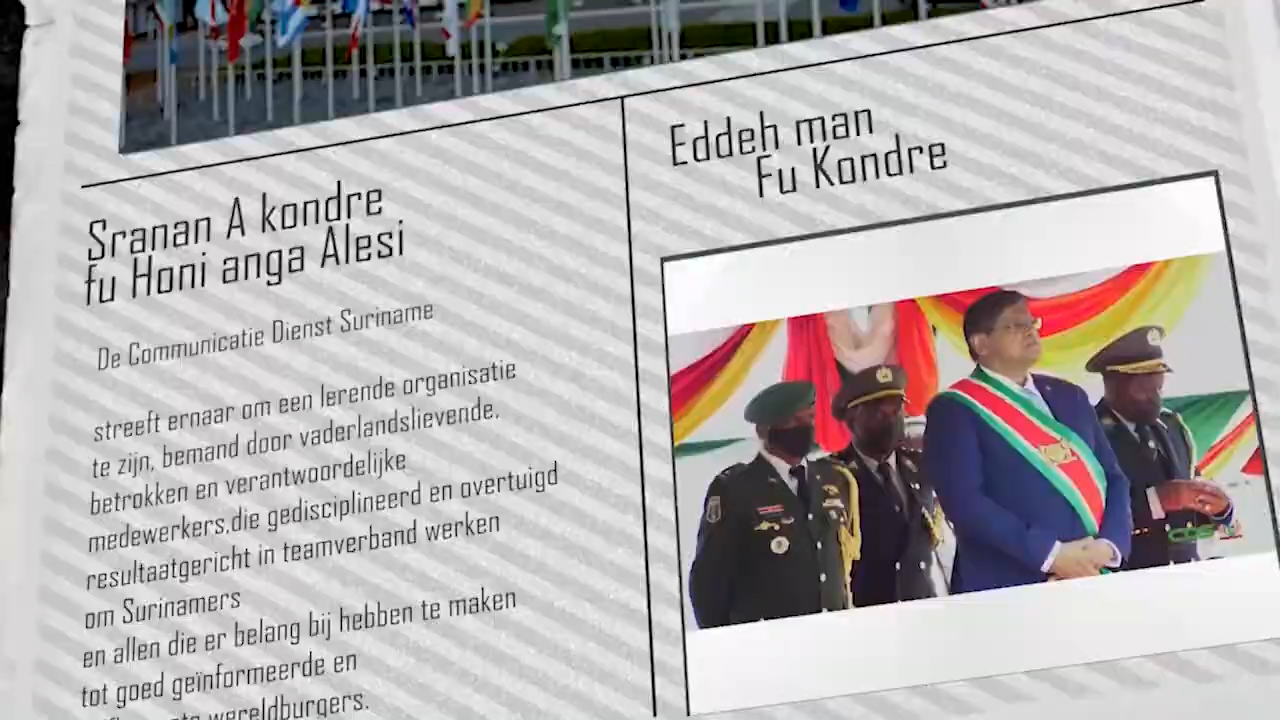 Sranan A kondre
fu Honi anga Alesi
De Communicatie Dienst Suriname
streeft ernaar om een lerende organisatie
te zijn, bemand door vaderlandslievende,
betrokken en verantwoordelijke
medewerkers,die gedisciplineerd en overtuigd
resultaatgericht in teamverband werken
om Surinamers
en allen die er belang bij hebben te maken
tot goed geïnformeerde en
wereldburgers.
Eddeh man
Fu Kondre